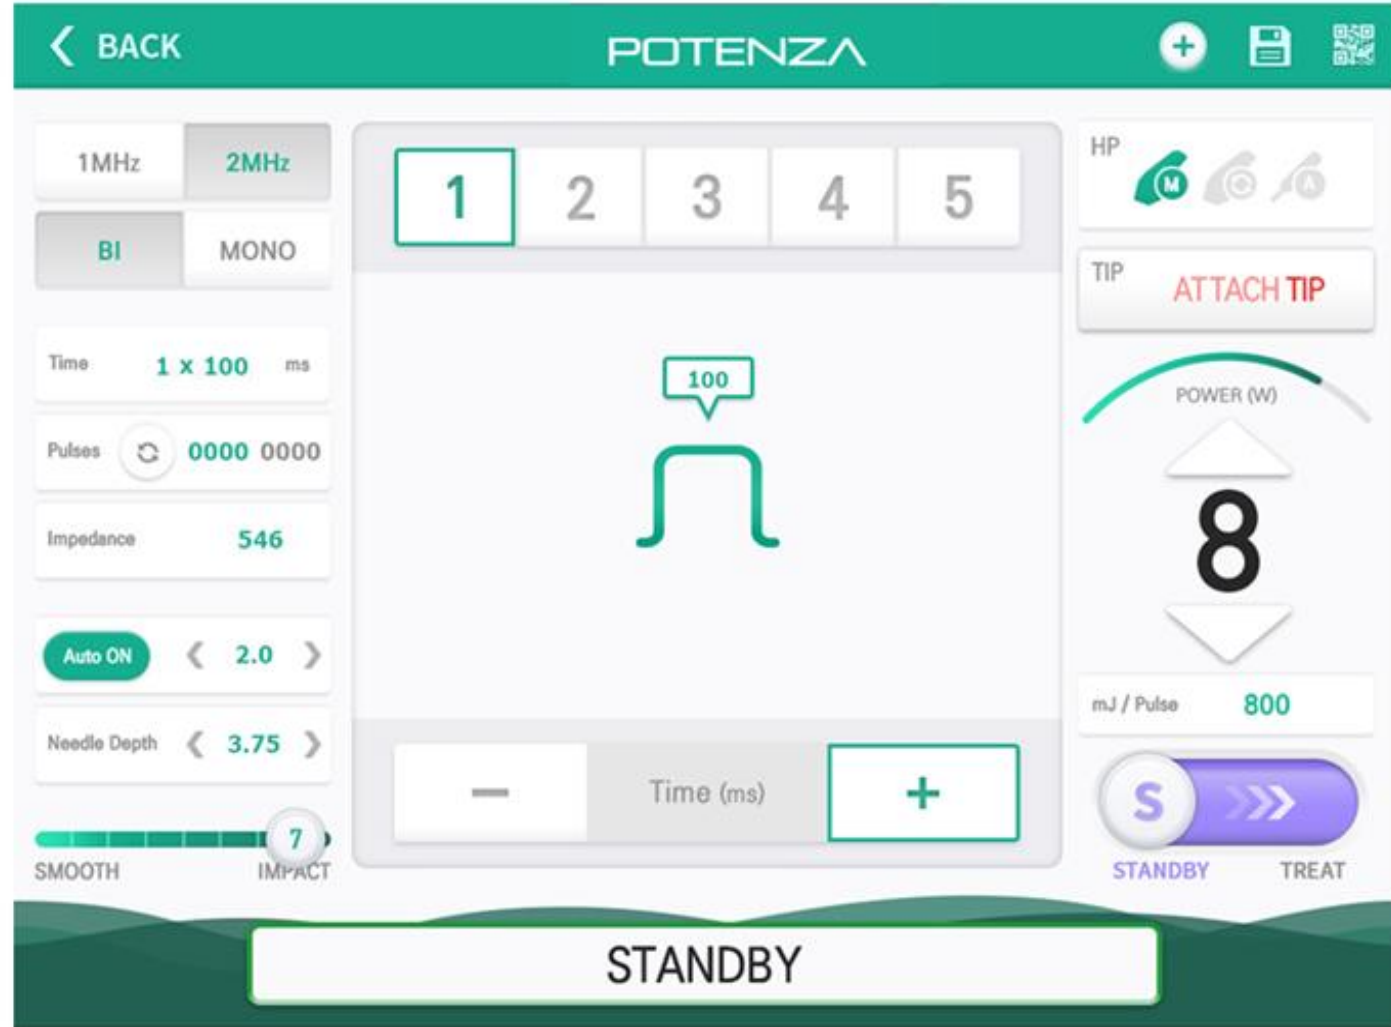 BACK
POTENZA
1MHz 2MHz
BI MONO
Time 1 x 100 ms
Pulses 0000 0000
Impedance 546
Auto ON 2.0
Needle Depth 3.75
7
SMOOTH IMPACT
1 2 3 4 5
100
− Time (ms) +
HP M C A
TIP ATTACH TIP
POWER (W)
8
mJ / Pulse 800
S
STANDBY TREAT
STANDBY